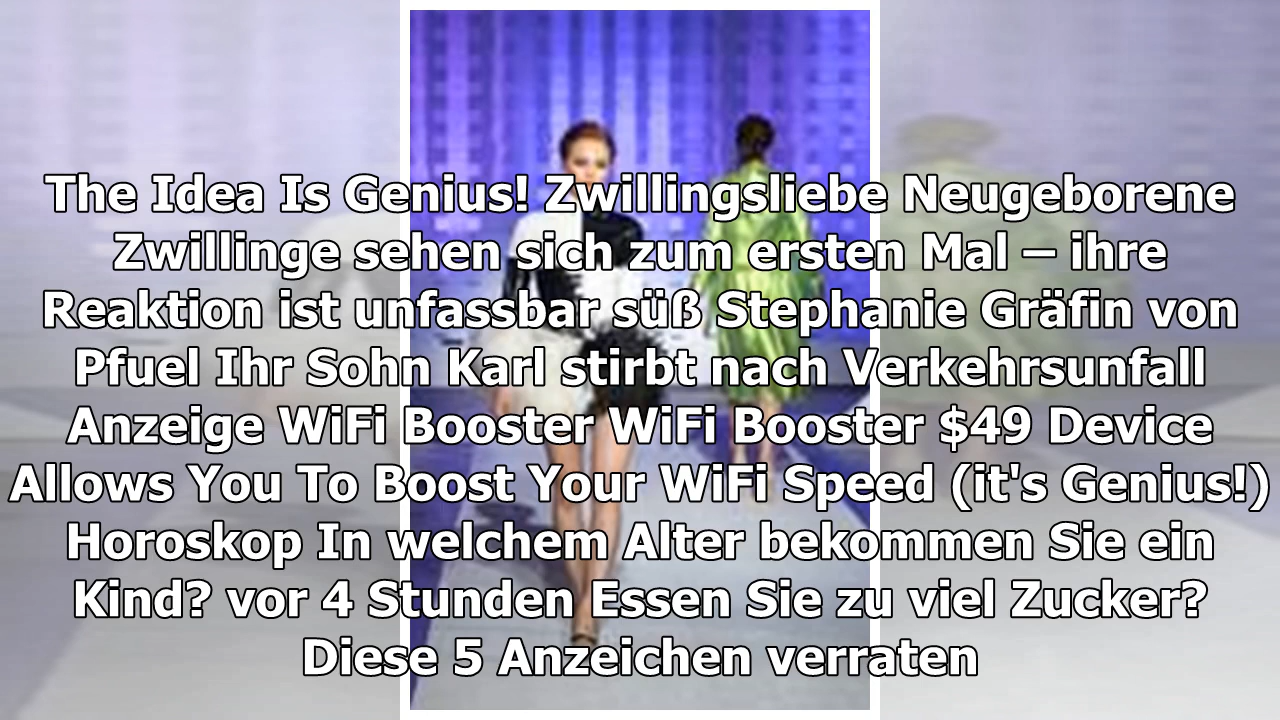 The Idea Is Genius! Zwillingsliebe Neugeborene
Zwillinge sehen sich zum ersten Mal – ihre
Reaktion ist unfassbar süß Stephanie Gräfin von
Pfuel Ihr Sohn Karl stirbt nach Verkehrsunfall
Anzeige WiFi Booster WiFi Booster $49 Device
Allows You To Boost Your WiFi Speed (it's Genius!)
Horoskop In welchem Alter bekommen Sie ein
Kind? vor 4 Stunden Essen Sie zu viel Zucker?
Diese 5 Anzeichen verraten